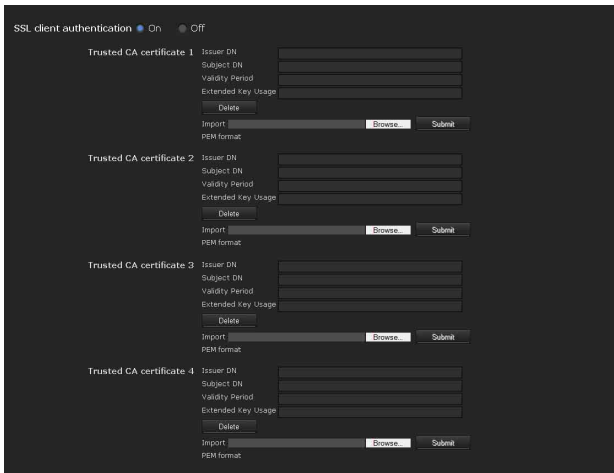 SSL client authentication On Off
Trusted CA certificate 1 Issuer DN
Subject DN
Validity Period
Extended Key Usage
Delete
Import Browse... Submit
PEM format
Trusted CA certificate 2 Issuer DN
Subject DN
Validity Period
Extended Key Usage
Delete
Import Browse... Submit
PEM format
Trusted CA certificate 3 Issuer DN
Subject DN
Validity Period
Extended Key Usage
Delete
Import Browse... Submit
PEM format
Trusted CA certificate 4 Issuer DN
Subject DN
Validity Period
Extended Key Usage
Delete
Import Browse... Submit
PEM format